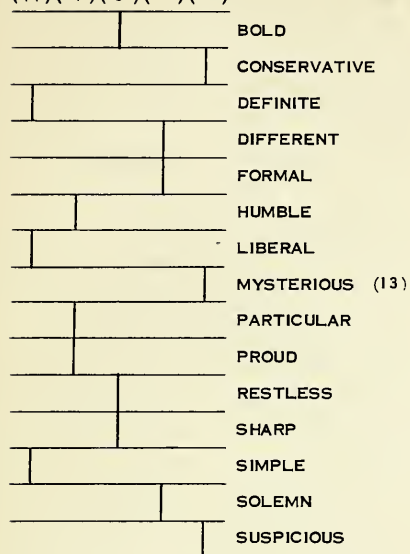 BOLD
CONSERVATIVE
DEFINITE
DIFFERENT
FORMAL
HUMBLE
LIBERAL
MYSTERIOUS (13)
PARTICULAR
PROUD
RESTLESS
SHARP
SIMPLE
SOLEMN
SUSPICIOUS